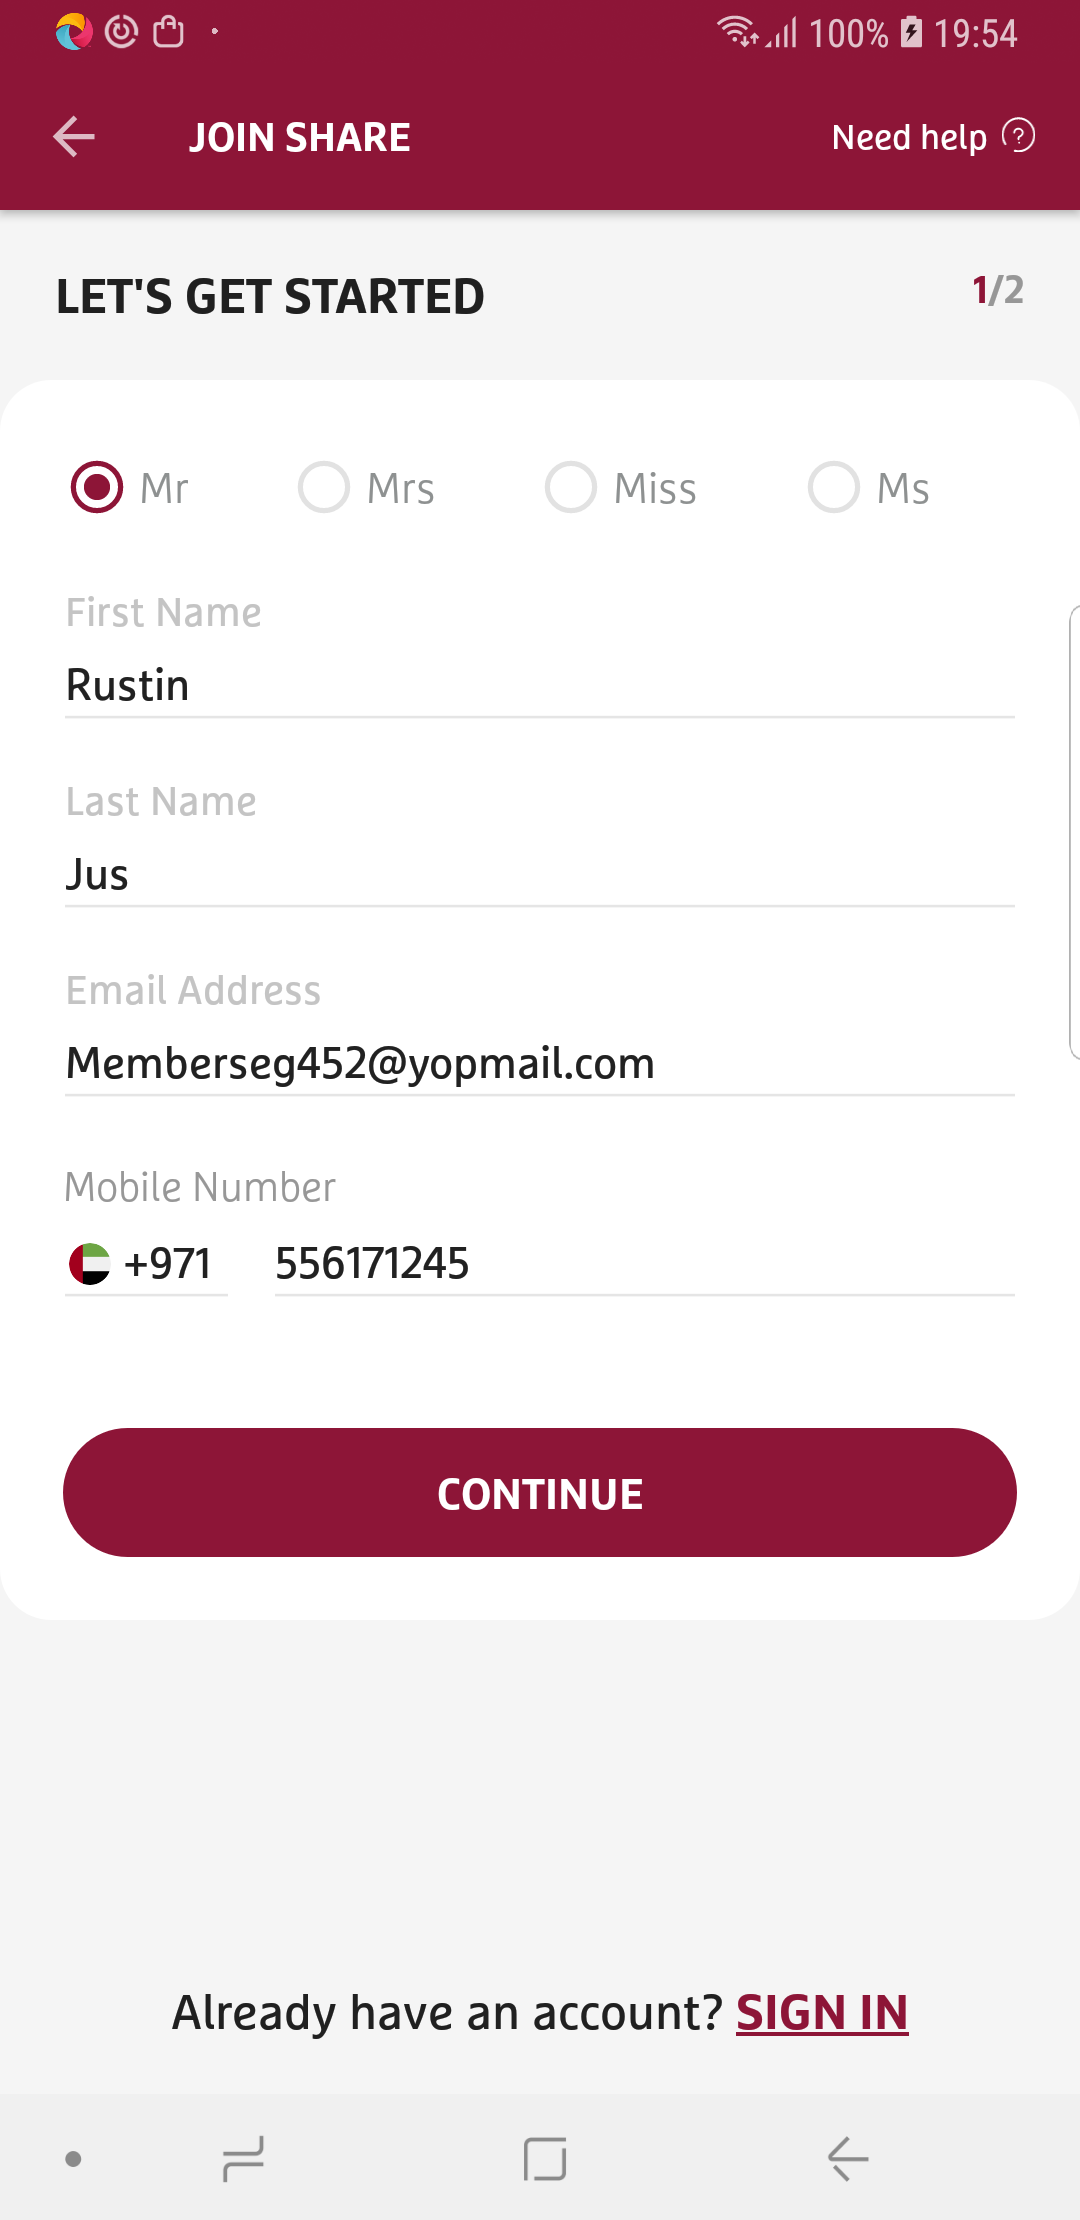 100% 19:54
JOIN SHARE Need help ?
LET'S GET STARTED 1/2
Mr Mrs Miss Ms
First Name
Rustin
Last Name
Jus
Email Address
Memberseg452@yopmail.com
Mobile Number
+971 556171245
CONTINUE
Already have an account? SIGN IN